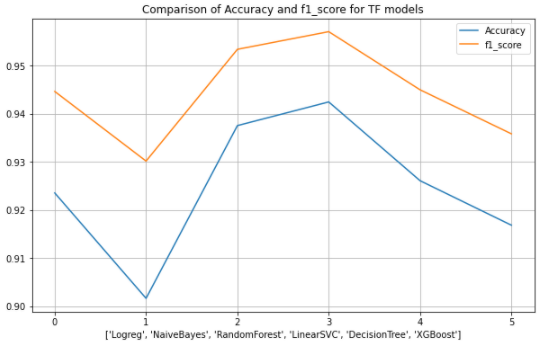 Comparison of Accuracy and f1_score for TF models
Accuracy
f1_score
0.95
0.94
0.93
0.92
0.91
0.90
0 1 2 3 4 5
['Logreg', 'NaiveBayes', 'RandomForest', 'LinearSVC', 'DecisionTree', 'XGBoost']